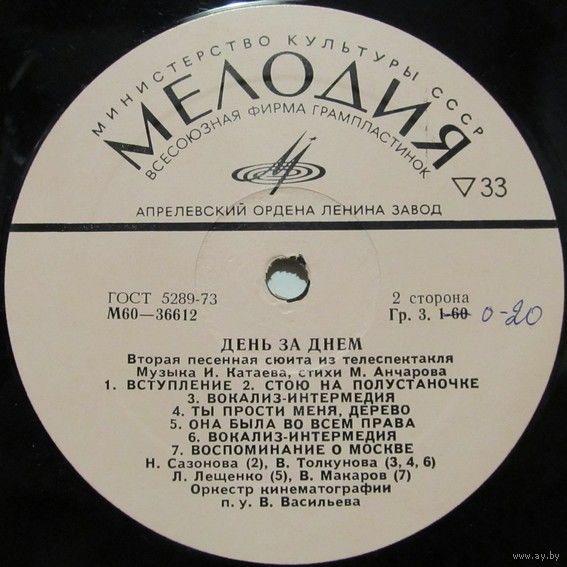 МИНИСТЕРСТВО КУЛЬТУРЫ СССР
МЕЛОДИЯ
ВСЕСОЮЗНАЯ ФИРМА ГРАМПЛАСТИНОК
▽33
АПРЕЛЕВСКИЙ ОРДЕНА ЛЕНИНА ЗАВОД
ГОСТ 5289-73
М60—36612
2 сторона
Гр. 3. 1-60 0-20
ДЕНЬ ЗА ДНЕМ
Вторая песенная сюита из телеспектакля
Музыка И. Катаева, стихи М. Анчарова
1. ВСТУПЛЕНИЕ 2. СТОЮ НА ПОЛУСТАНОЧКЕ
3. ВОКАЛИЗ-ИНТЕРМЕДИЯ
4. ТЫ ПРОСТИ МЕНЯ, ДЕРЕВО
5. ОНА БЫЛА ВО ВСЕМ ПРАВА
6. ВОКАЛИЗ-ИНТЕРМЕДИЯ
7. ВОСПОМИНАНИЕ О МОСКВЕ
Н. Сазонова (2), В. Толкунова (3, 4, 6)
Л. Лещенко (5), В. Макаров (7)
Оркестр кинематографии
п. у. В. Васильева
www.ay.by